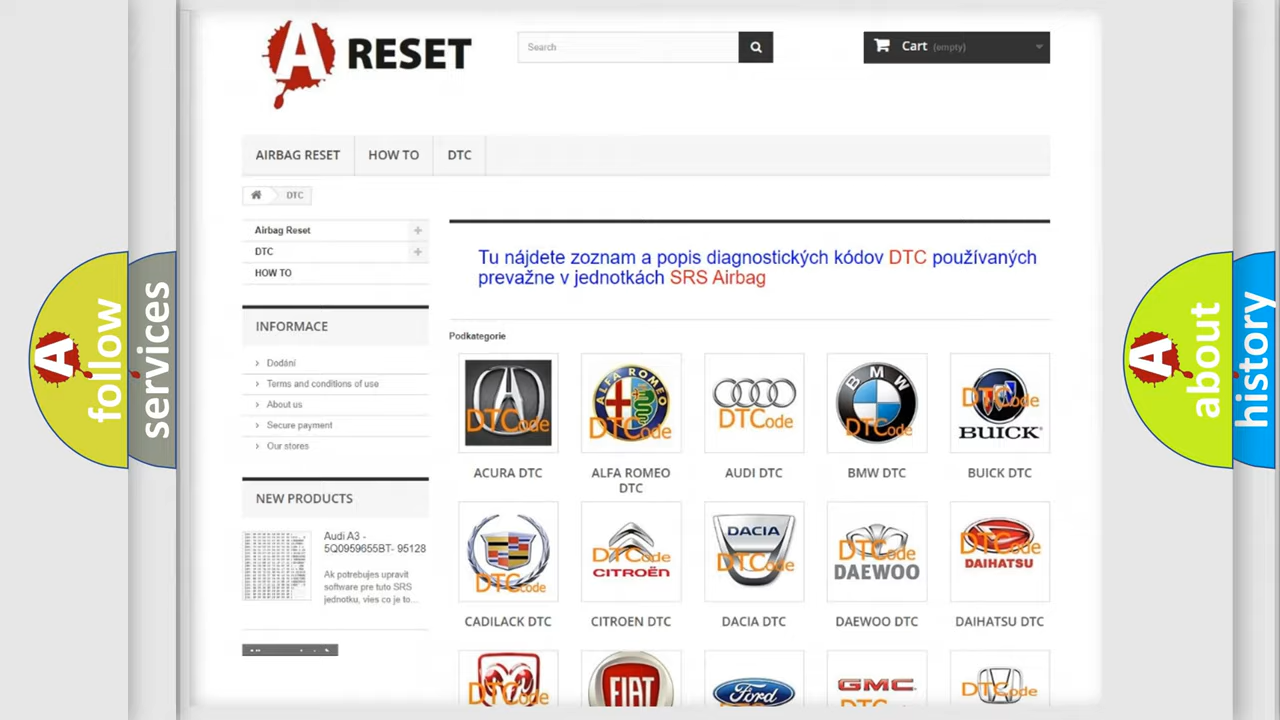 A RESET
Search
Cart (empty)
AIRBAG RESET
HOW TO
DTC
DTC
Airbag Reset
DTC
HOW TO
INFORMACE
Dodání
Terms and conditions of use
About us
Secure payment
Our stores
NEW PRODUCTS
Audi A3 -
5Q0959655BT- 95128
Ak potrebujes upravit
software pre tuto SRS
jednotku, vies co je to...
Tu nájdete zoznam a popis diagnostických kódov DTC používaných
prevažne v jednotkách SRS Airbag
Podkategorie
DTCode
ALFA ROMEO
DTCode
DTCode
BMW
DTCode
DTCode
BUICK
ACURA DTC
ALFA ROMEO
DTC
AUDI DTC
BMW DTC
BUICK DTC
DTCode
DTCode
CITROËN
DACIA
DTCode
DTCode
DAEWOO
DTCode
DAIHATSU
CADILACK DTC
CITROEN DTC
DACIA DTC
DAEWOO DTC
DAIHATSU DTC
DTCode
FIAT
Ford
GMC
DTCode
A follow
services
A about
history